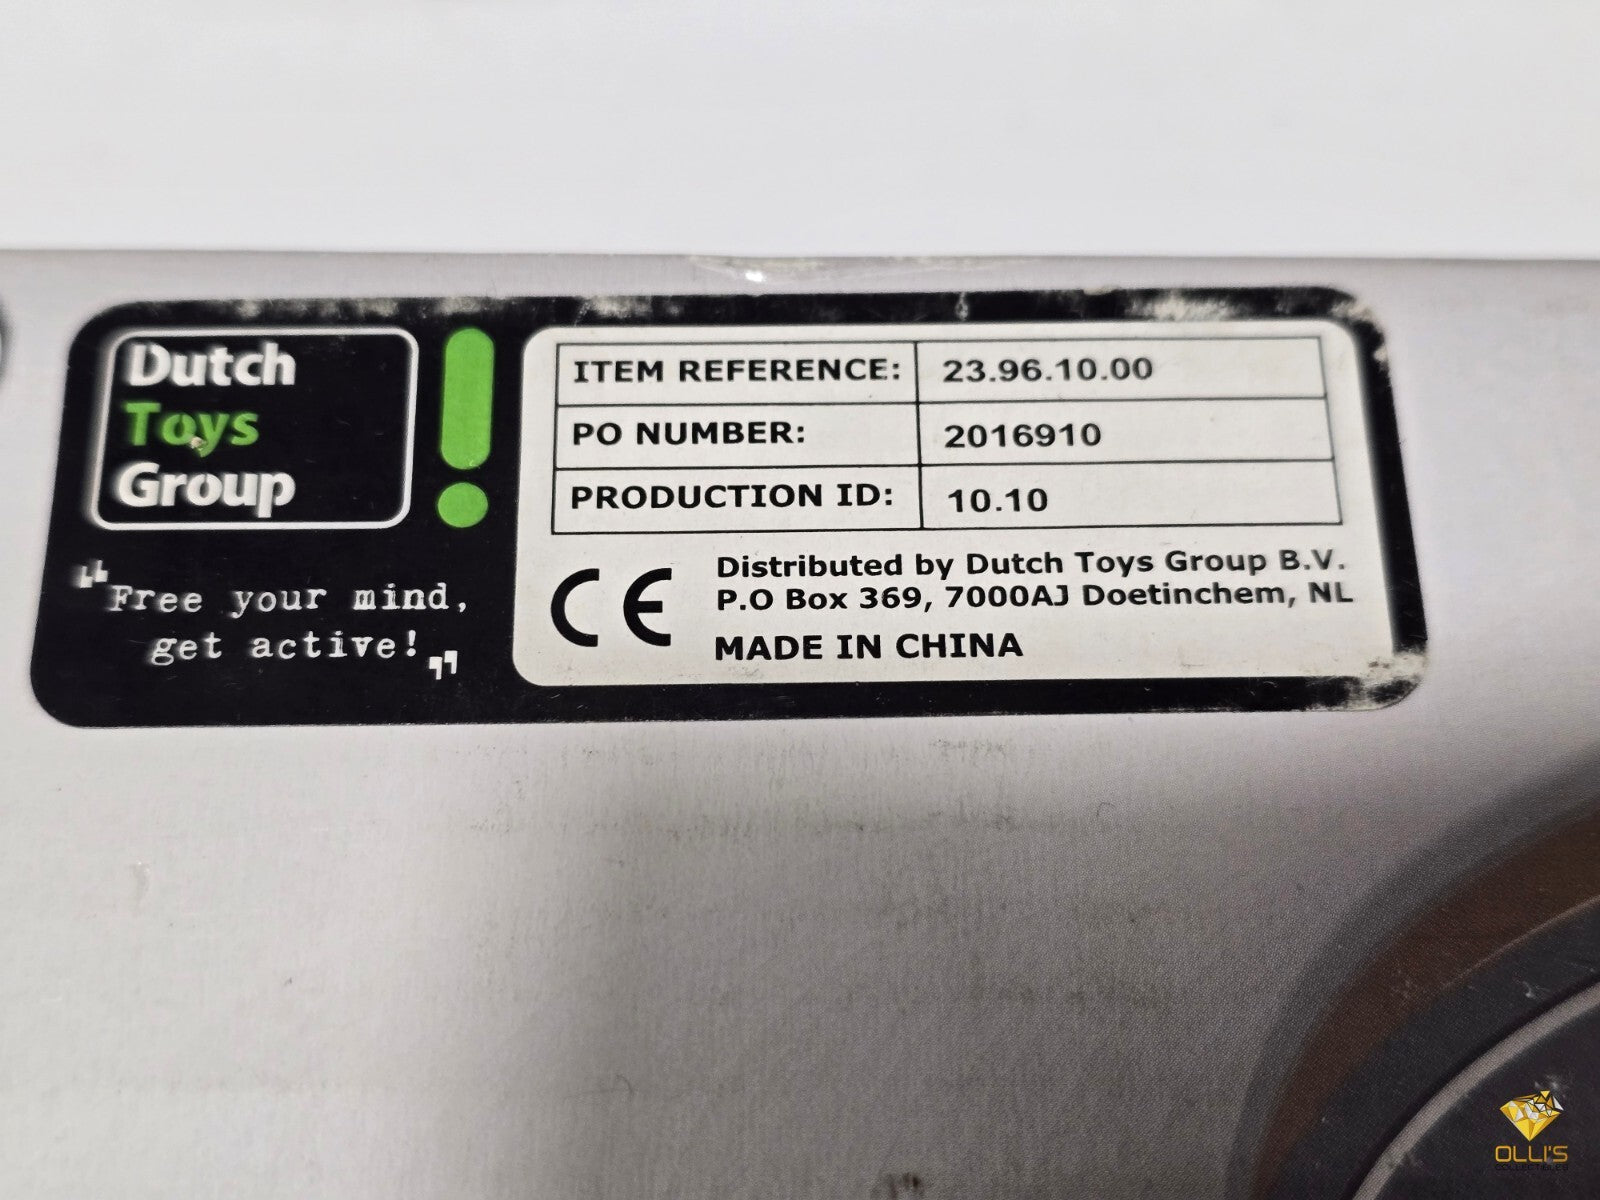 Dutch
Toys
Group
"Free your mind,
get active!"
ITEM REFERENCE: 23.96.10.00
PO NUMBER: 2016910
PRODUCTION ID: 10.10
CE
Distributed by Dutch Toys Group B.V.
P.O Box 369, 7000AJ Doetinchem, NL
MADE IN CHINA
OLLI'S
COLLECTIBLES